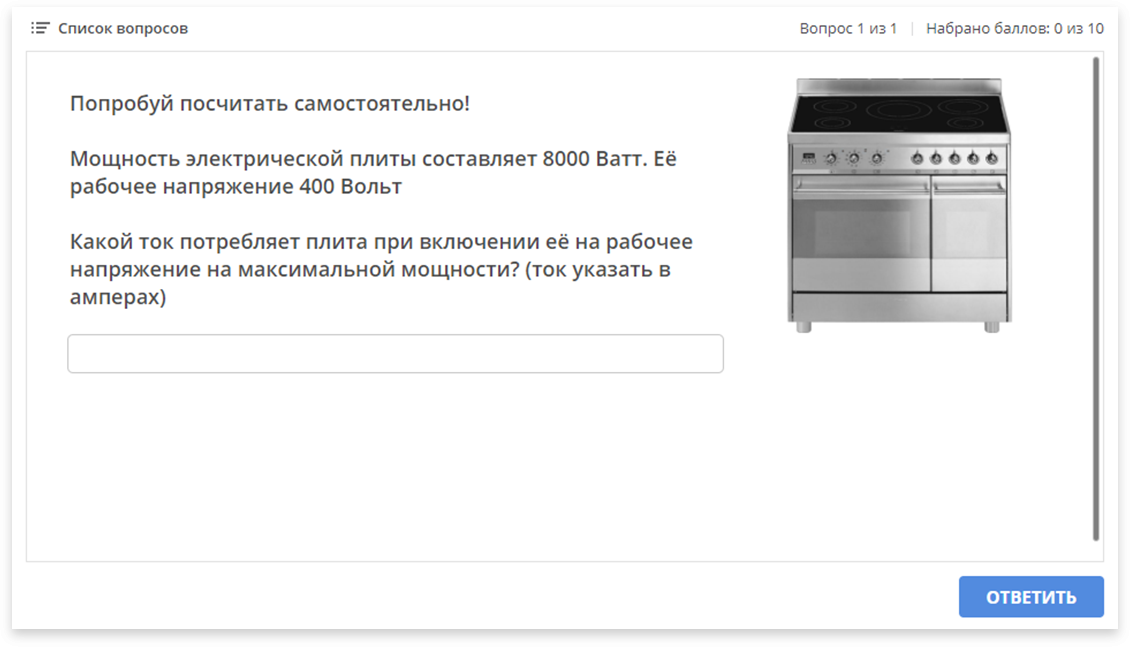 Список вопросов
Вопрос 1 из 1 | Набрано баллов: 0 из 10
Попробуй посчитать самостоятельно!
Мощность электрической плиты составляет 8000 Ватт. Её
рабочее напряжение 400 Вольт
Какой ток потребляет плита при включении её на рабочее
напряжение на максимальной мощности? (ток указать в
амперах)
ОТВЕТИТЬ